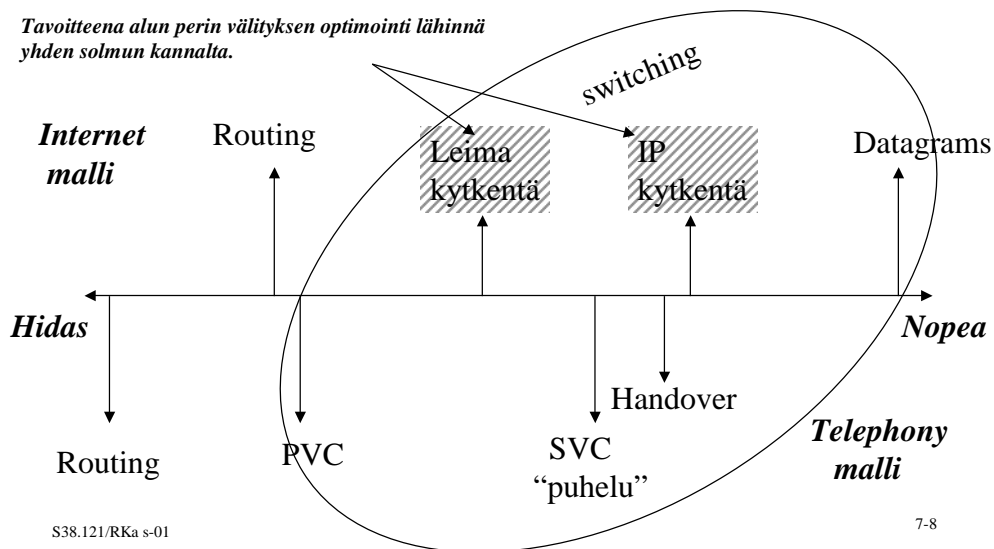 Tavoitteena alun perin välityksen optimointi lähinnä
yhden solmun kannalta.
switching
Internet
malli
Routing
Leima
kytkentä
IP
kytkentä
Datagrams
Hidas
Nopea
Routing
PVC
SVC
“puhelu”
Handover
Telephony
malli
S38.121/RKa s-01
7-8